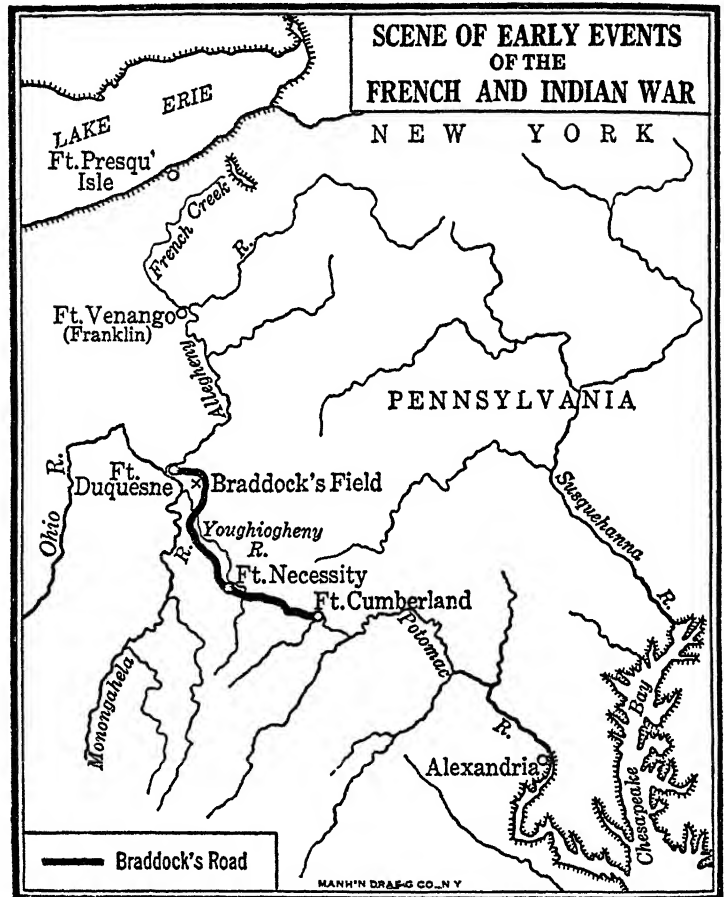 SCENE OF EARLY EVENTS
OF THE
FRENCH AND INDIAN WAR
NEW YORK
LAKE ERIE
Ft. Presqu'
Isle
French Creek
R.
Ft. Venango
(Franklin)
Allegheny
PENNSYLVANIA
Ohio R.
Ft.
Duquesne
Braddock's Field
Youghiogheny
R.
R.
Ft. Necessity
Ft. Cumberland
Susquehanna
R.
Potomac
R.
Monongahela
Alexandria
Chesapeake Bay
Braddock's Road
MANH'N DRAF'G CO., N Y